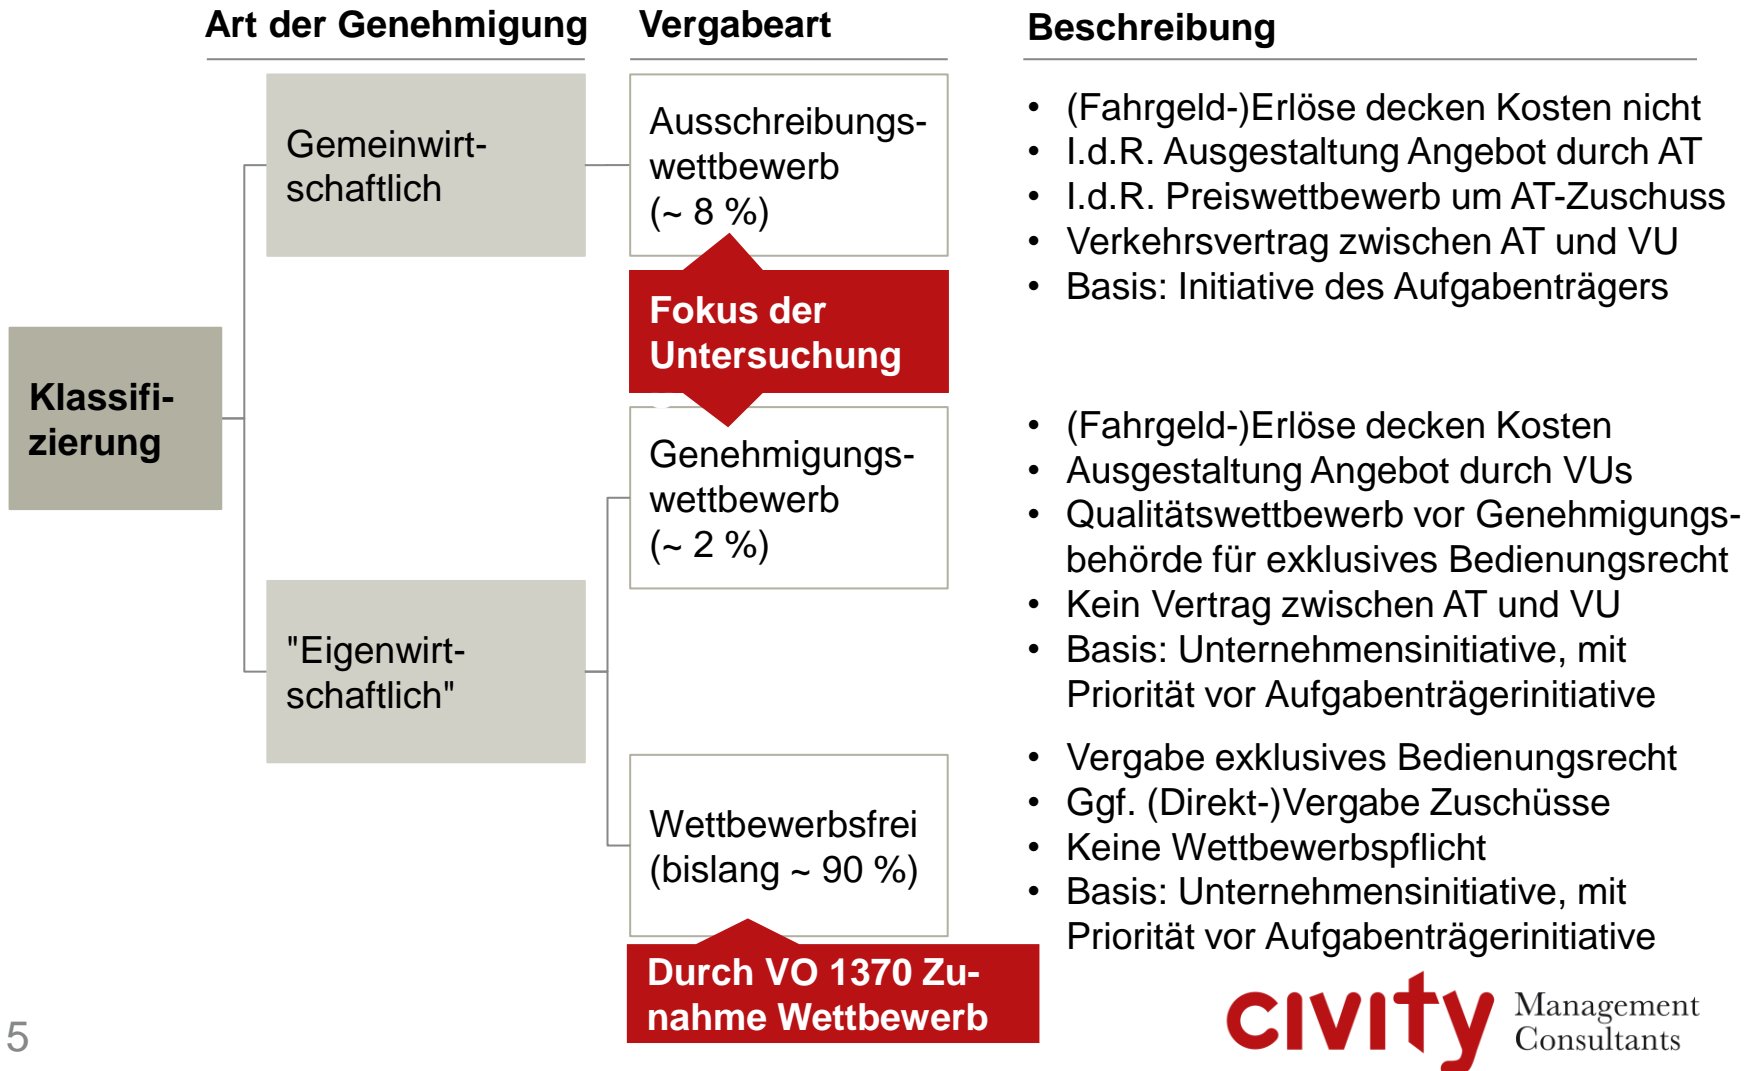 Art der Genehmigung
Vergabeart
Beschreibung
Klassifi-
zierung
Gemeinwirt-
schaftlich
Ausschreibungs-
wettbewerb
(~ 8 %)
• (Fahrgeld-)Erlöse decken Kosten nicht
• I.d.R. Ausgestaltung Angebot durch AT
• I.d.R. Preiswettbewerb um AT-Zuschuss
• Verkehrsvertrag zwischen AT und VU
• Basis: Initiative des Aufgabenträgers
Fokus der
Untersuchung
"Eigenwirt-
schaftlich"
Genehmigungs-
wettbewerb
(~ 2 %)
• (Fahrgeld-)Erlöse decken Kosten
• Ausgestaltung Angebot durch VUs
• Qualitätswettbewerb vor Genehmigungs-
behörde für exklusives Bedienungsrecht
• Kein Vertrag zwischen AT und VU
• Basis: Unternehmensinitiative, mit
Priorität vor Aufgabenträgerinitiative
Wettbewerbsfrei
(bislang ~ 90 %)
• Vergabe exklusives Bedienungsrecht
• Ggf. (Direkt-)Vergabe Zuschüsse
• Keine Wettbewerbspflicht
• Basis: Unternehmensinitiative, mit
Priorität vor Aufgabenträgerinitiative
Durch VO 1370 Zu-
nahme Wettbewerb
5
civity
Management
Consultants